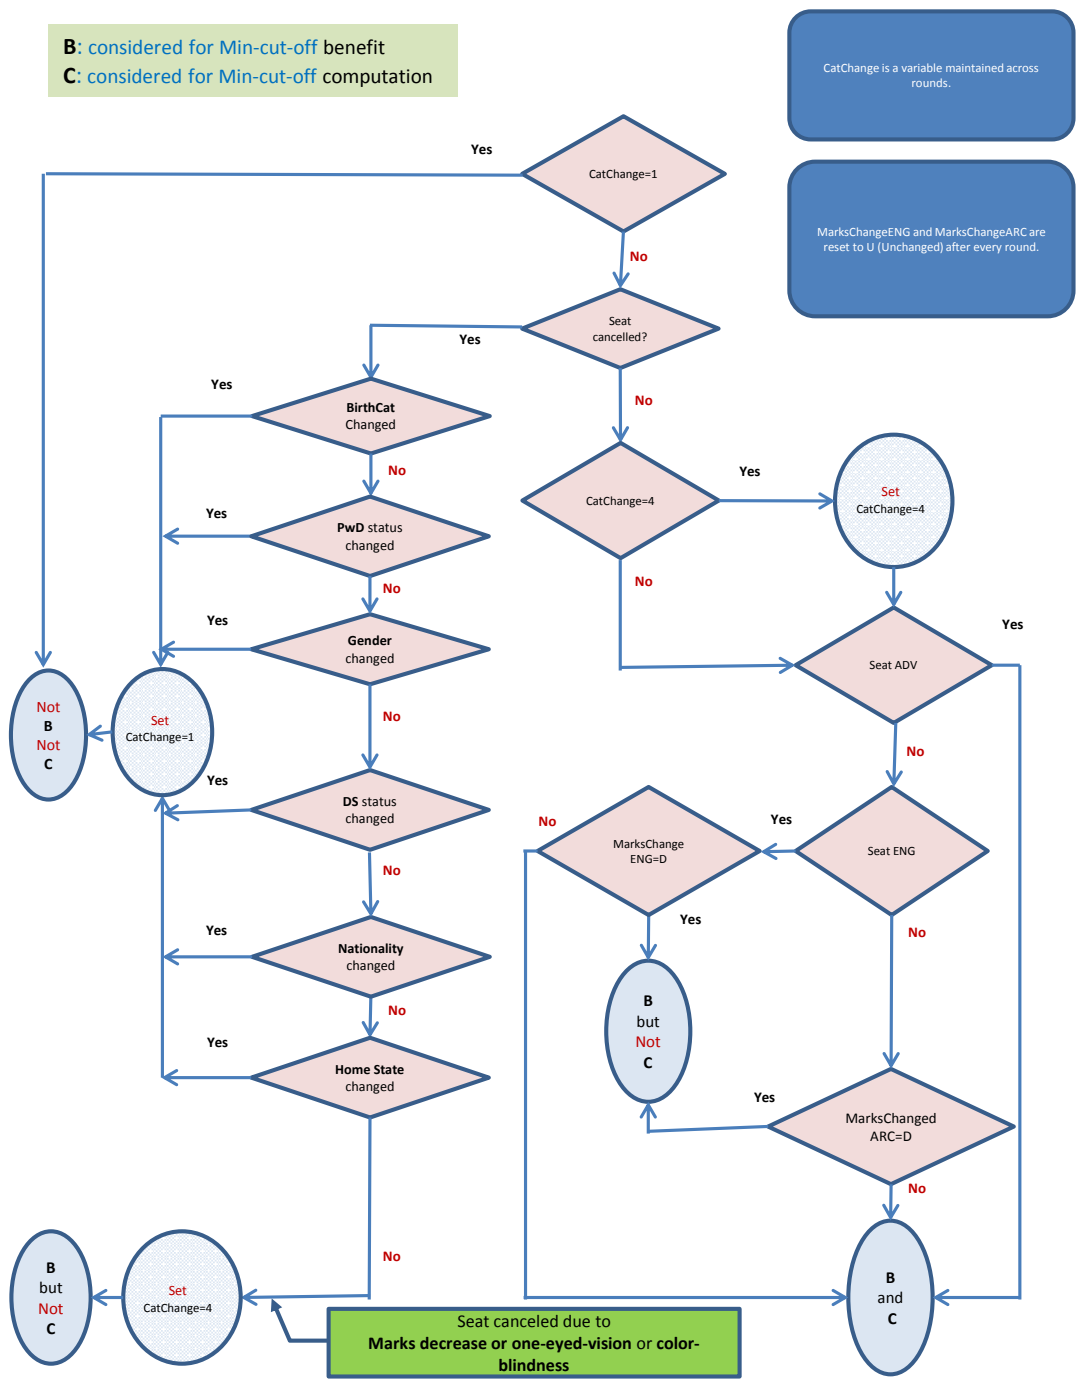 B: considered for Min-cut-off benefit
C: considered for Min-cut-off computation
CatChange is a variable maintained across
rounds.
MarksChangeENG and MarksChangeARC are
reset to U (Unchanged) after every round.
Yes
CatChange=1
No
Seat
cancelled?
Yes
No
Yes
BirthCat
Changed
No
CatChange=4
Yes
Set
CatChange=4
Yes
PwD status
changed
No
No
Yes
Gender
changed
No
Seat ADV
Yes
No
Not
B
Not
C
Set
CatChange=1
Yes
DS status
changed
No
No
MarksChange
ENG=D
Yes
Seat ENG
Yes
No
Yes
Nationality
changed
No
B
but
Not
C
Yes
Home State
changed
Yes
MarksChanged
ARC=D
No
No
B
but
Not
C
Set
CatChange=4
B
and
C
Seat canceled due to
Marks decrease or one-eyed-vision or color-
blindness